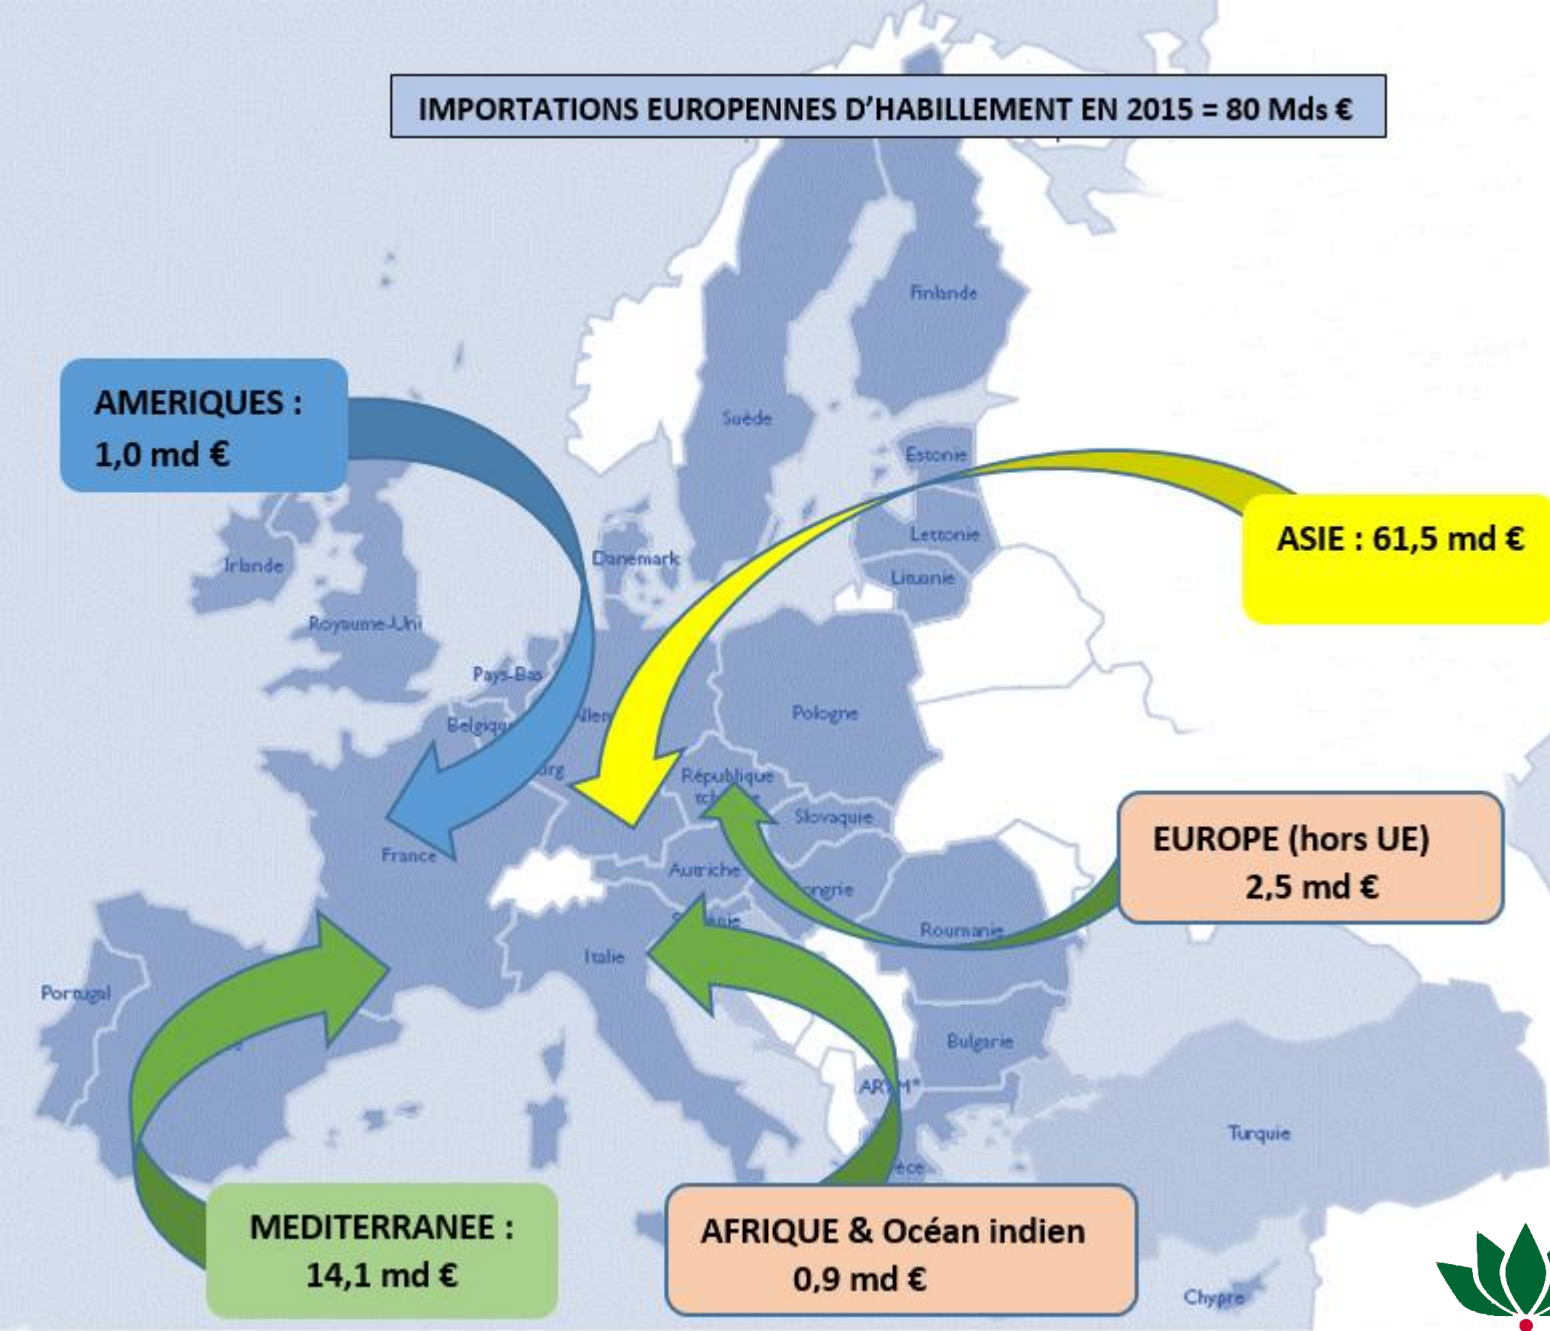 IMPORTATIONS EUROPENNES D'HABILLEMENT EN 2015 = 80 Mds €
Finlande
AMERIQUES :
1,0 md €
Suède
Estonie
Lettonie
Lituanie
ASIE : 61,5 md €
Danemark
Irlande
Royaume-Uni
Pays-Bas
Belgique
Pologne
République
Slovaquie
France
Autriche
EUROPE (hors UE)
2,5 md €
Roumanie
Italie
Portugal
Bulgarie
Turquie
MEDITERRANEE :
14,1 md €
AFRIQUE & Océan indien
0,9 md €
Chypre